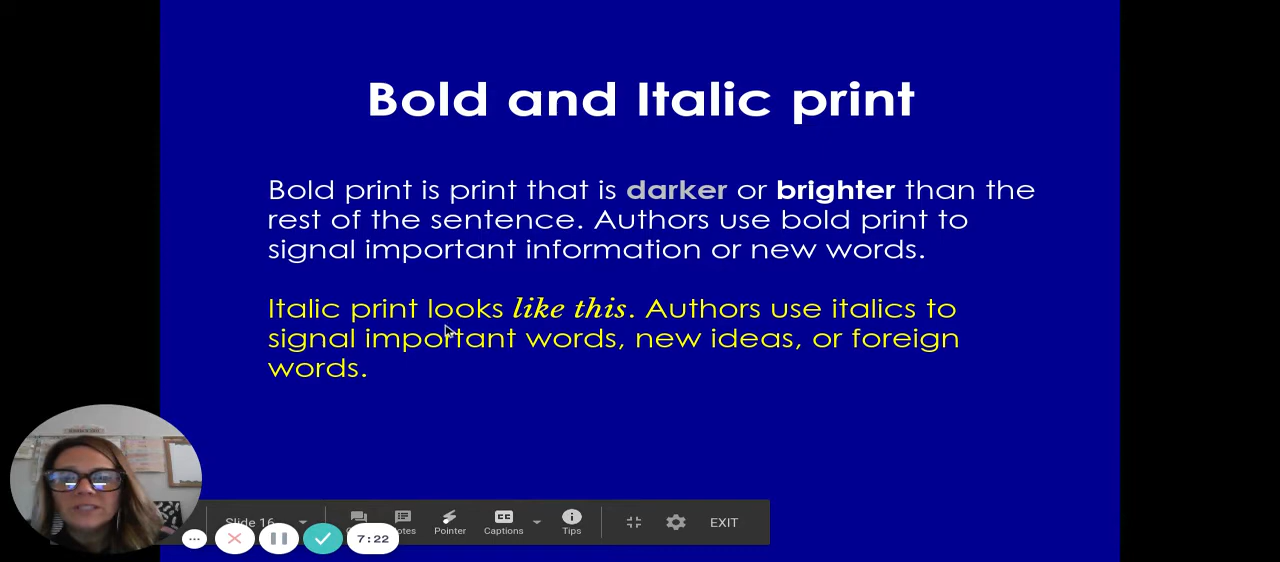 Bold and Italic print
Bold print is print that is darker or brighter than the
rest of the sentence. Authors use bold print to
signal important information or new words.
Italic print looks like this. Authors use italics to
signal important words, new ideas, or foreign
words.
Slide 16
Pointer
Captions
Tips
EXIT
7:22